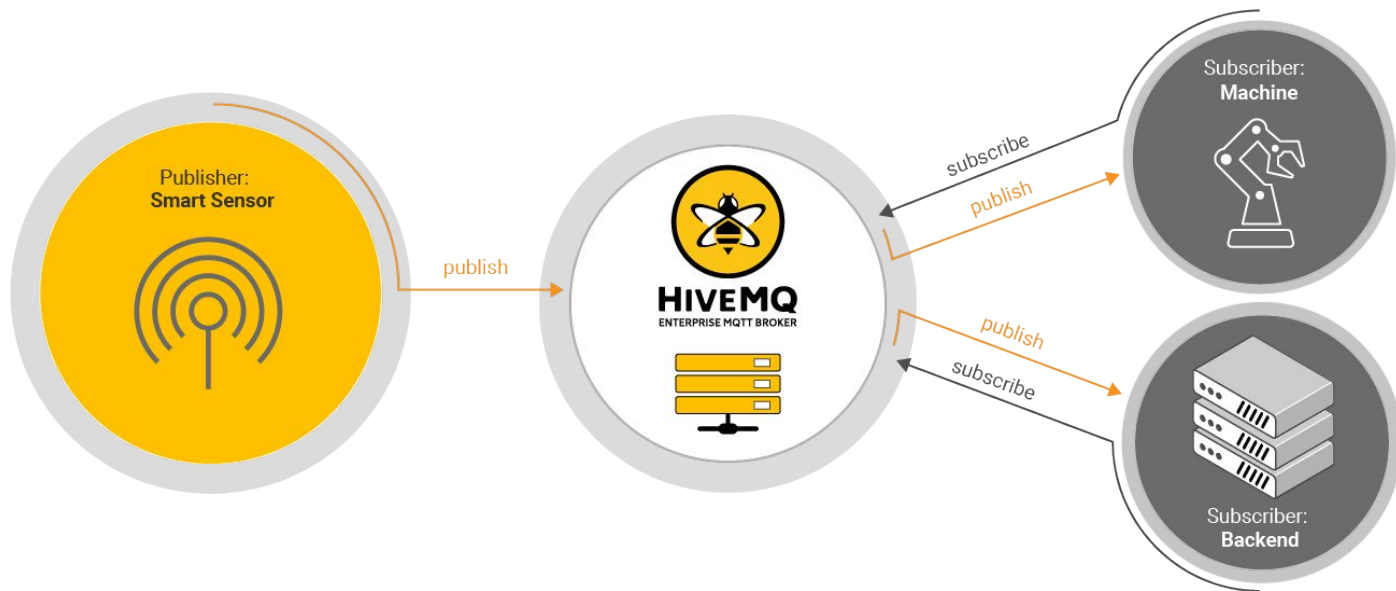 Publisher:
Smart Sensor
publish
HIVEMQ
ENTERPRISE MQTT BROKER
subscribe
publish
Subscriber:
Machine
publish
subscribe
Subscriber:
Backend